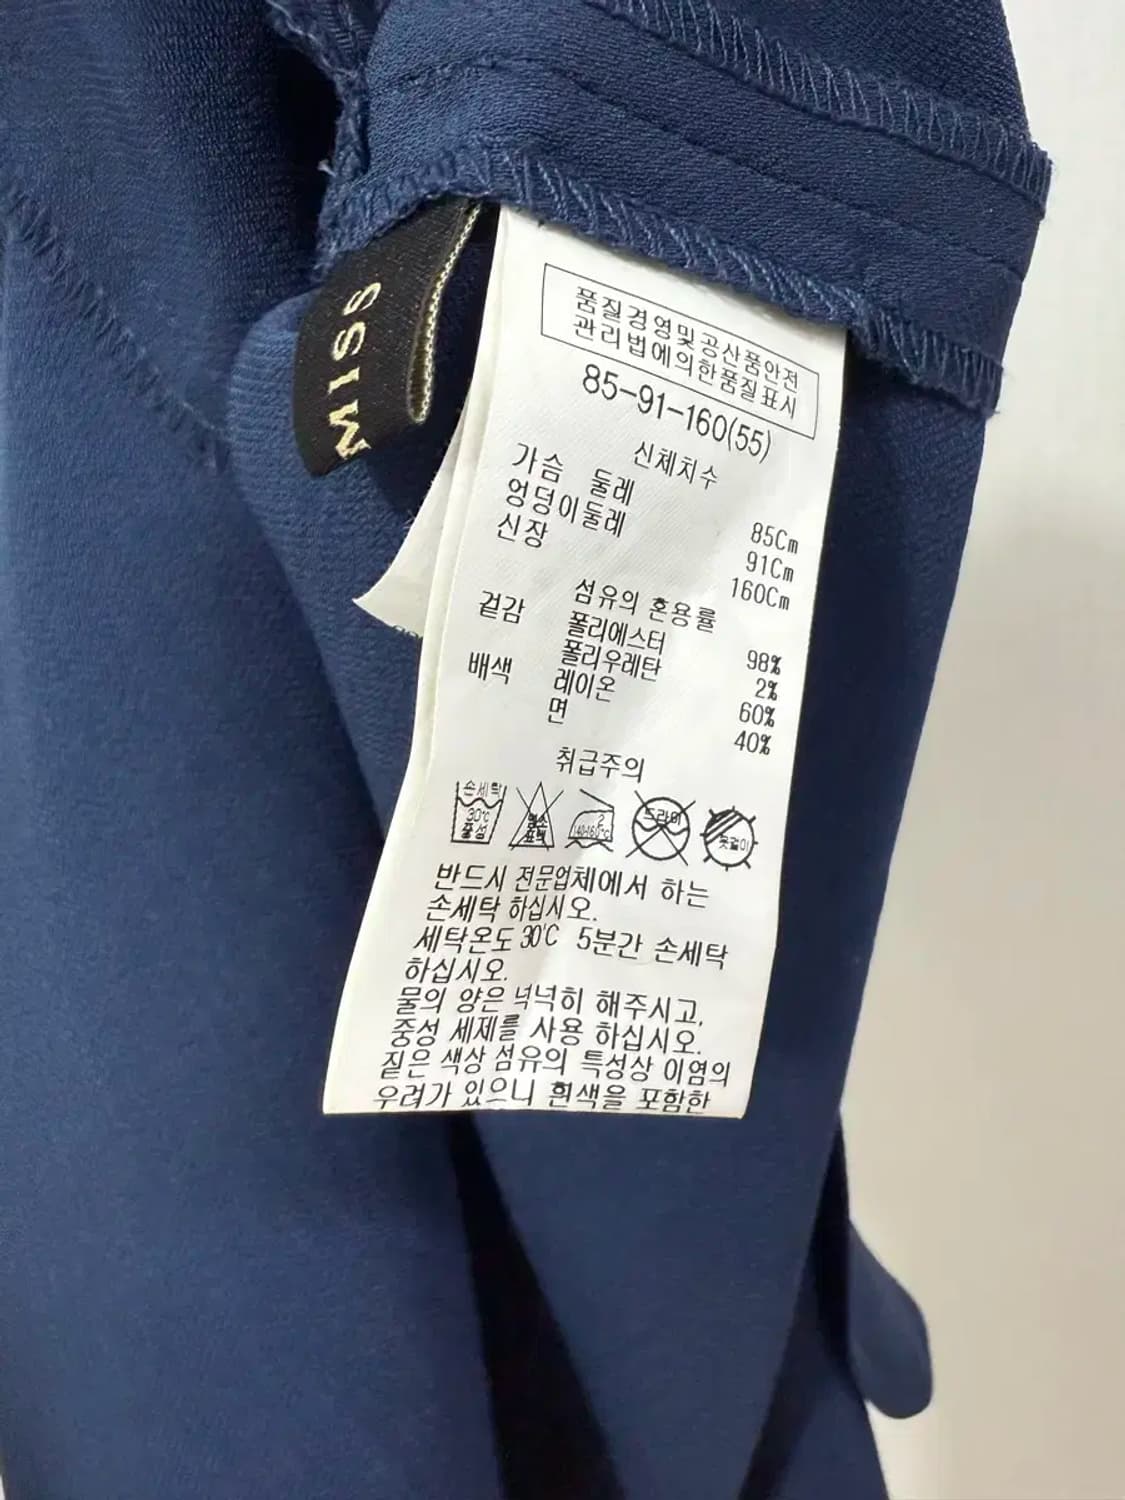 MISS
품질경영및공산품안전
관리법에의한품질표시
85-91-160(55)
신체치수
가슴 둘레 85Cm
엉덩이둘레 91Cm
신장 160Cm
섬유의 혼용률
겉감 폴리에스터 98%
폴리우레탄 2%
배색 레이온 60%
면 40%
취급주의
손세탁 30℃ 중성
염소 표백
2 140-160℃
드라이
옷걸이
반드시 전문업체에서 하는
손세탁 하십시오.
세탁온도 30℃ 5분간 손세탁
하십시오.
물의 양은 넉넉히 해주시고,
중성 세제를 사용 하십시오.
짙은 색상 섬유의 특성상 이염의
우려가 있으니 흰색을 포함한